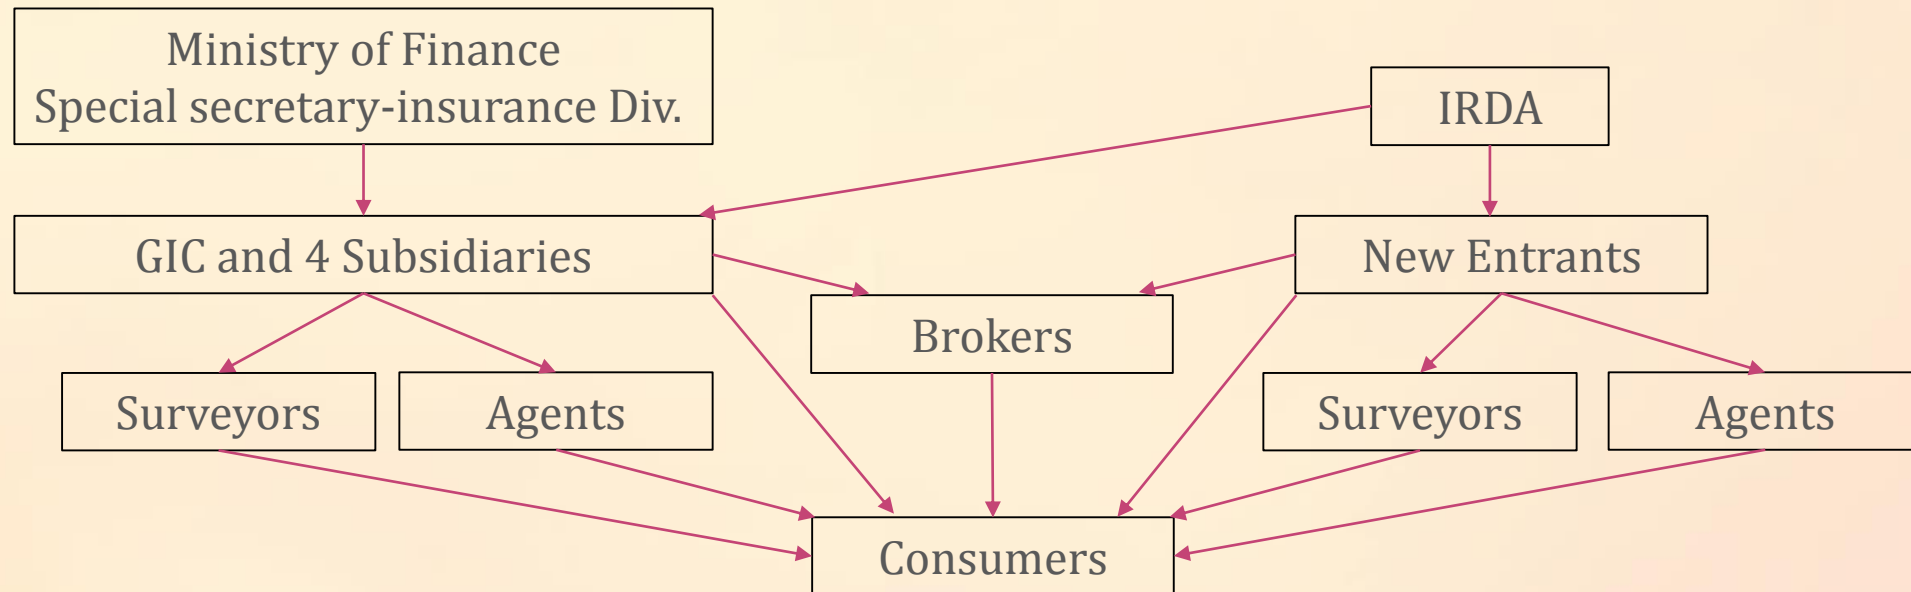 Ministry of Finance
Special secretary-insurance Div.
IRDA
GIC and 4 Subsidiaries
New Entrants
Brokers
Surveyors
Agents
Surveyors
Agents
Consumers